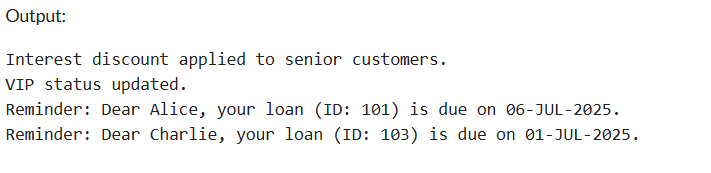 Output:
Interest discount applied to senior customers.
VIP status updated.
Reminder: Dear Alice, your loan (ID: 101) is due on 06-JUL-2025.
Reminder: Dear Charlie, your loan (ID: 103) is due on 01-JUL-2025.